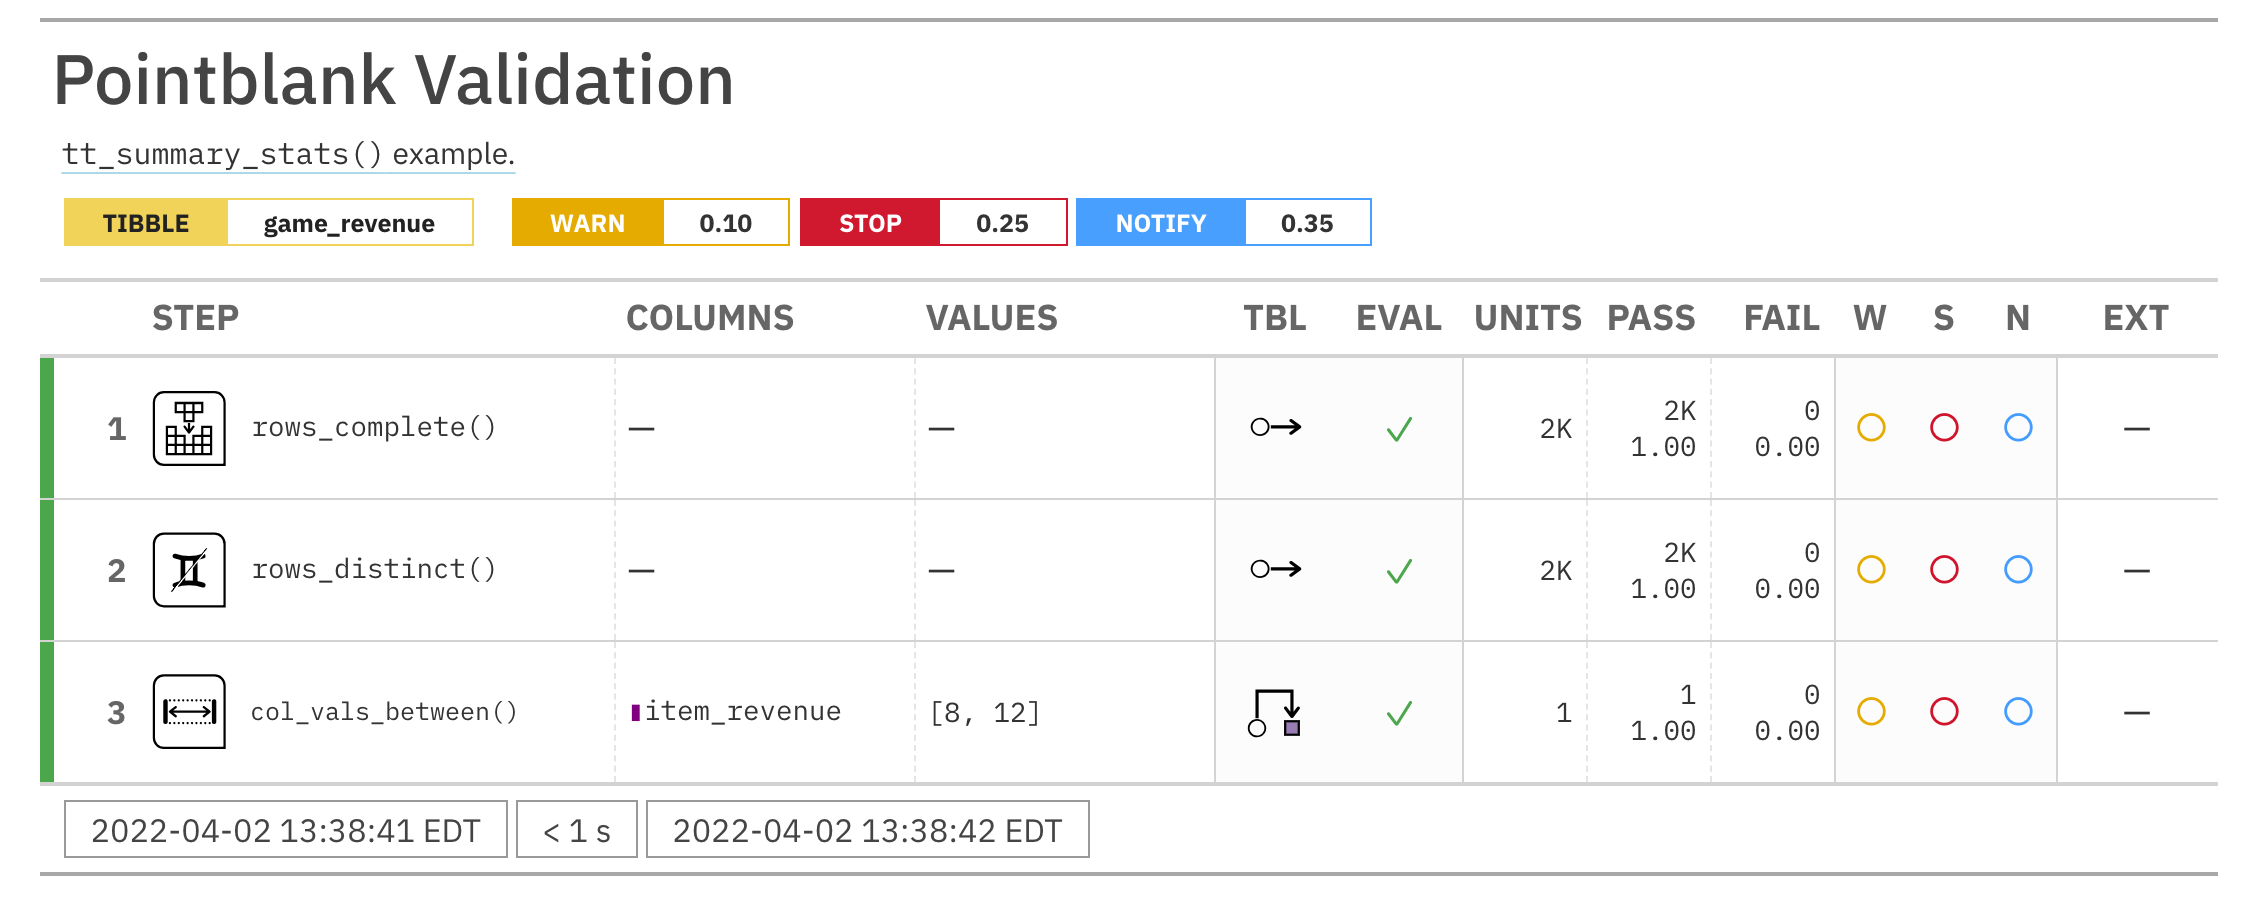 Pointblank Validation
tt_summary_stats() example.
TIBBLE game_revenue WARN 0.10 STOP 0.25 NOTIFY 0.35
STEP COLUMNS VALUES TBL EVAL UNITS PASS FAIL W S N EXT
1 rows_complete() — — ✓ 2K 2K 0 —
1.00 0.00
2 rows_distinct() — — ✓ 2K 2K 0 —
1.00 0.00
3 col_vals_between() item_revenue [8, 12] ✓ 1 1 0 —
1.00 0.00
2022-04-02 13:38:41 EDT < 1 s 2022-04-02 13:38:42 EDT